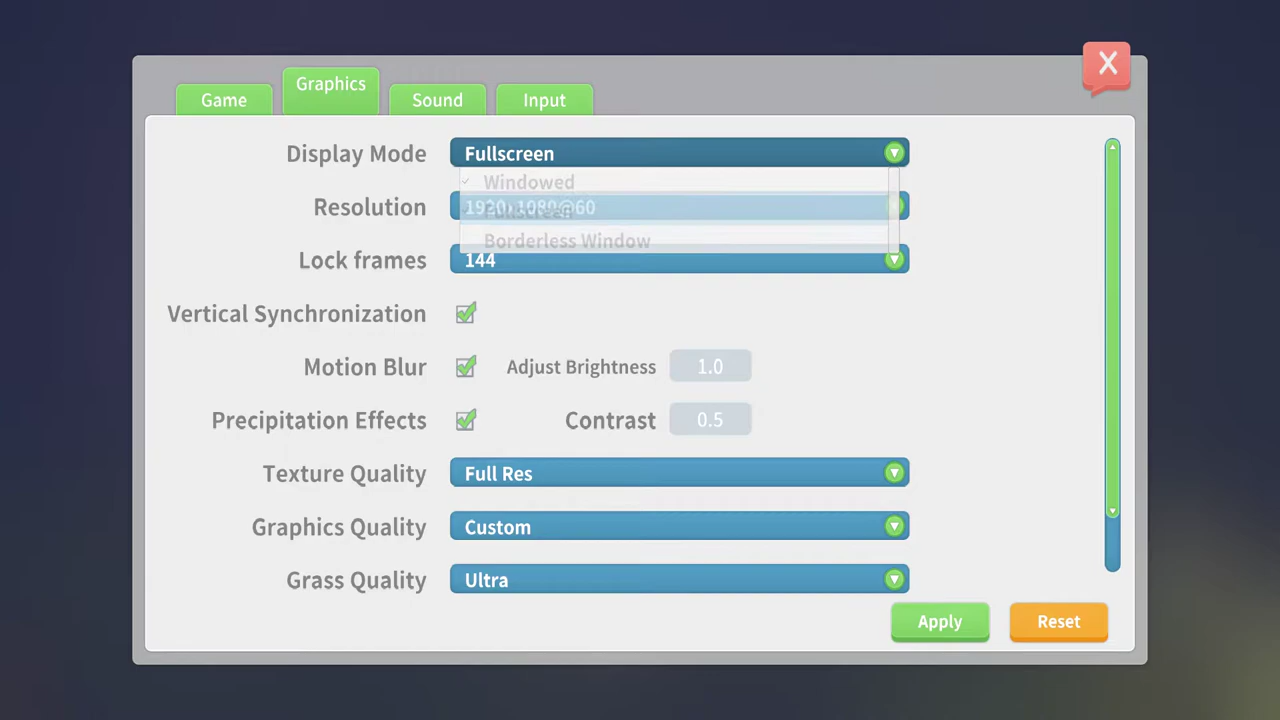 Game
Graphics
Sound
Input
X
Display Mode
Fullscreen
Windowed
Resolution
1920x1080@60
Fullscreen
Borderless Window
Lock frames
144
Vertical Synchronization
Motion Blur
Adjust Brightness
1.0
Precipitation Effects
Contrast
0.5
Texture Quality
Full Res
Graphics Quality
Custom
Grass Quality
Ultra
Apply
Reset